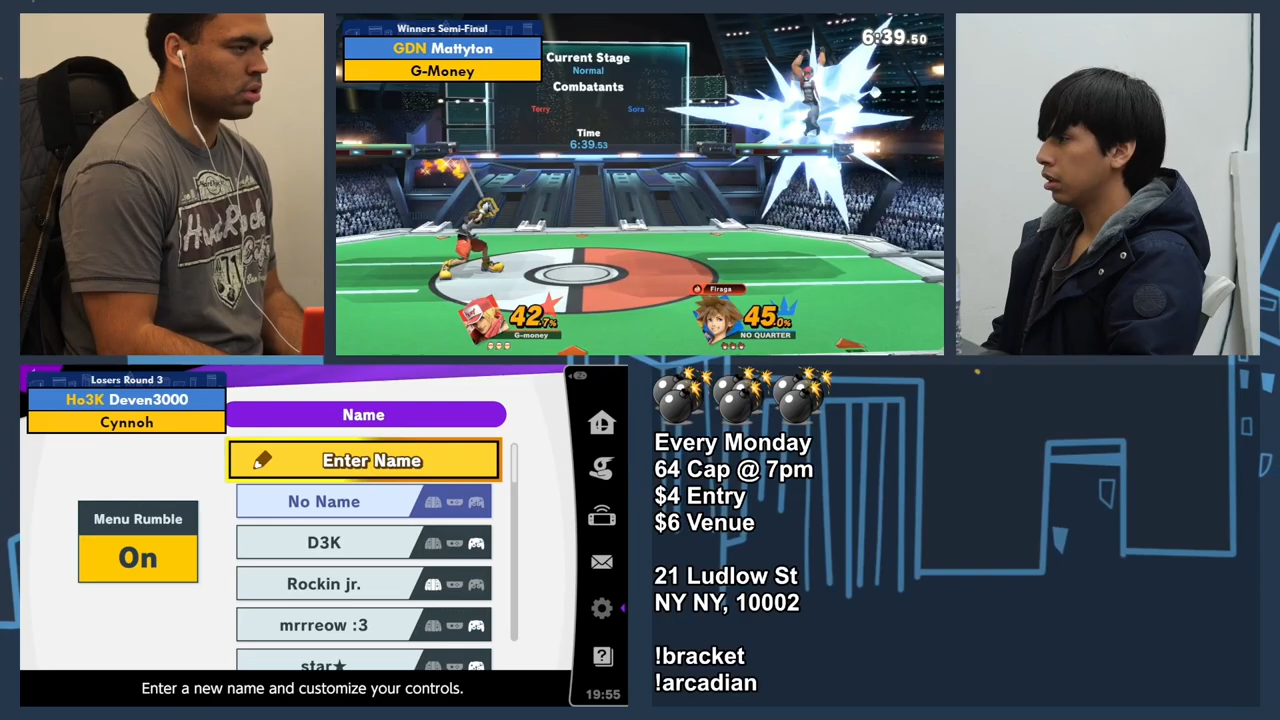 Winners Semi-Final
GDN Mattyton
G-Money
6:39.50
Current Stage
Normal
Combatants
Terry
Sora
Time
6:39.53
42.7%
G-money
Firaga
45.0%
NO QUARTER
Losers Round 3
Ho3K Deven3000
Cynnoh
Name
Enter Name
No Name
D3K
Rockin jr.
mrrreow :3
star★
Menu Rumble
On
Enter a new name and customize your controls.
19:55
Every Monday
64 Cap @ 7pm
$4 Entry
$6 Venue
21 Ludlow St
NY NY, 10002
!bracket
!arcadian